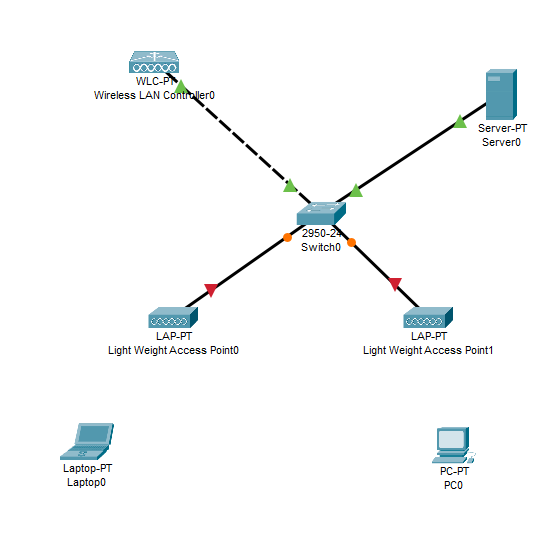 WLC-PT
Wireless LAN Controller0
Server-PT
Server0
2950-24
Switch0
LAP-PT
Light Weight Access Point0
LAP-PT
Light Weight Access Point1
Laptop-PT
Laptop0
PC-PT
PC0